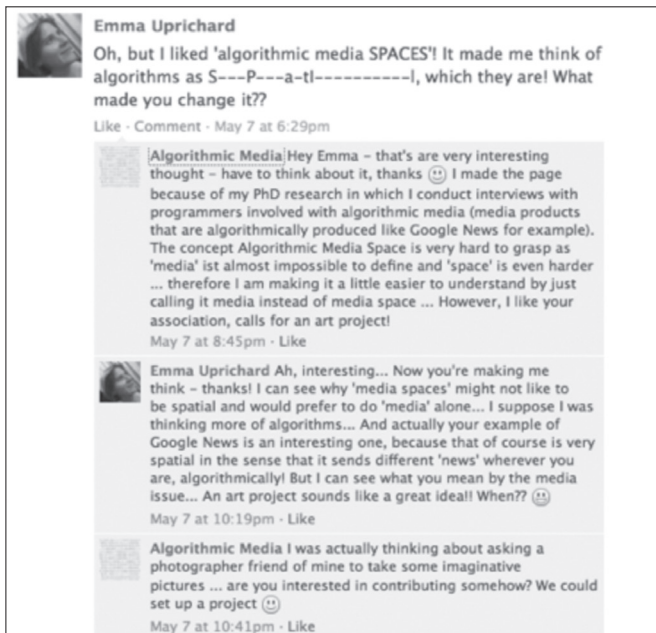 Emma Uprichard
Oh, but I liked 'algorithmic media SPACES'! It made me think of
algorithms as S---P---a-tI----------I, which they are! What
made you change it??
Like · Comment · May 7 at 6:29pm
Algorithmic Media Hey Emma – that's are very interesting
thought – have to think about it, thanks 🙂 I made the page
because of my PhD research in which I conduct interviews with
programmers involved with algorithmic media (media products
that are algorithmically produced like Google News for example).
The concept Algorithmic Media Space is very hard to grasp as
'media' ist almost impossible to define and 'space' is even harder
... therefore I am making it a little easier to understand by just
calling it media instead of media space ... However, I like your
association, calls for an art project!
May 7 at 8:45pm · Like
Emma Uprichard Ah, interesting... Now you're making me
think – thanks! I can see why 'media spaces' might not like to
be spatial and would prefer to do 'media' alone... I suppose I was
thinking more of algorithms... And actually your example of
Google News is an interesting one, because that of course is very
spatial in the sense that it sends different 'news' wherever you
are, algorithmically! But I can see what you mean by the media
issue... An art project sounds like a great idea!! When?? 🙂
May 7 at 10:19pm · Like
Algorithmic Media I was actually thinking about asking a
photographer friend of mine to take some imaginative
pictures ... are you interested in contributing somehow? We could
set up a project 🙂
May 7 at 10:41pm · Like